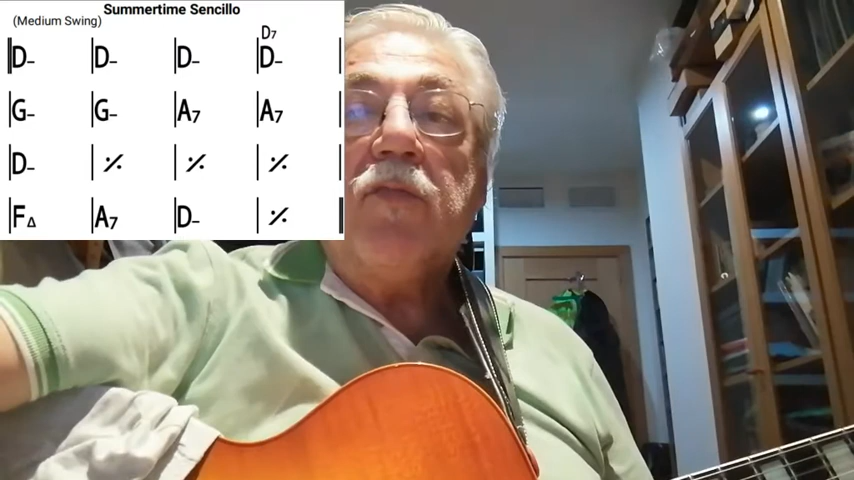 Summertime Sencillo
(Medium Swing)
D7
D- D- D- D-
G- G- A7 A7
D- 𝄎 𝄎 𝄎
FΔ A7 D- 𝄎